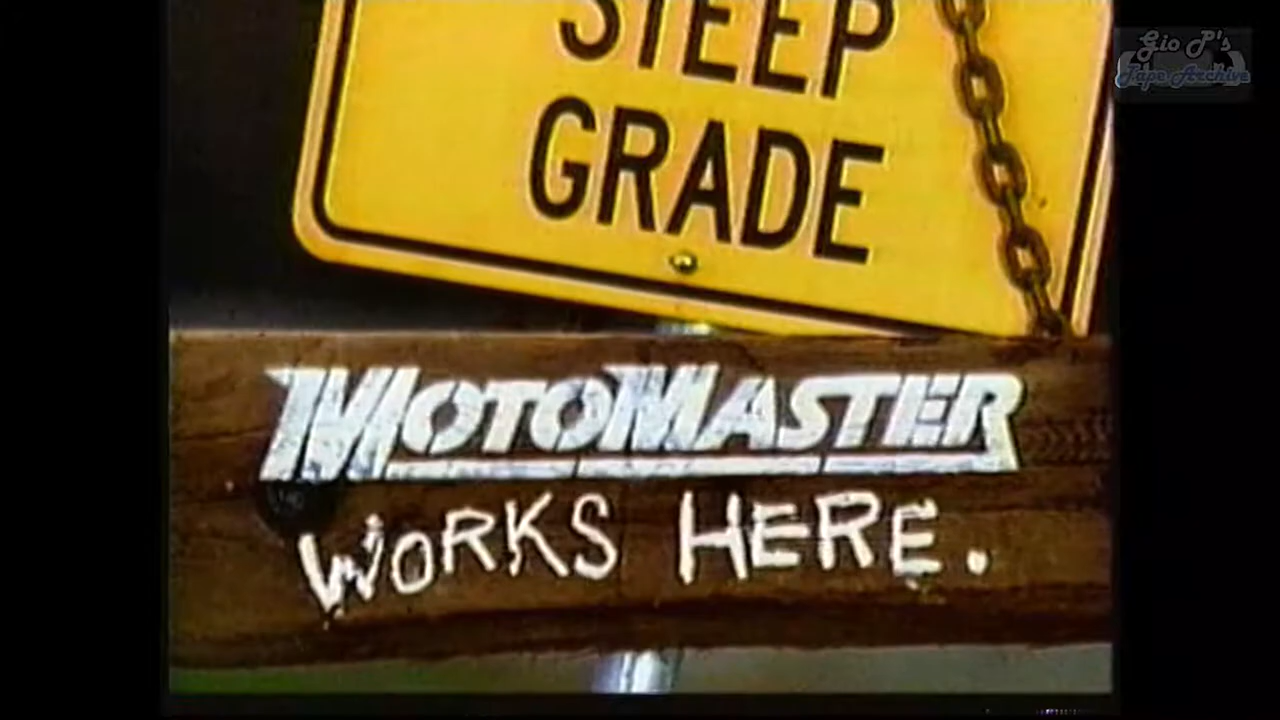 STEEP
GRADE
MOTOMASTER
WORKS HERE.
Gio P's
Tape Archive